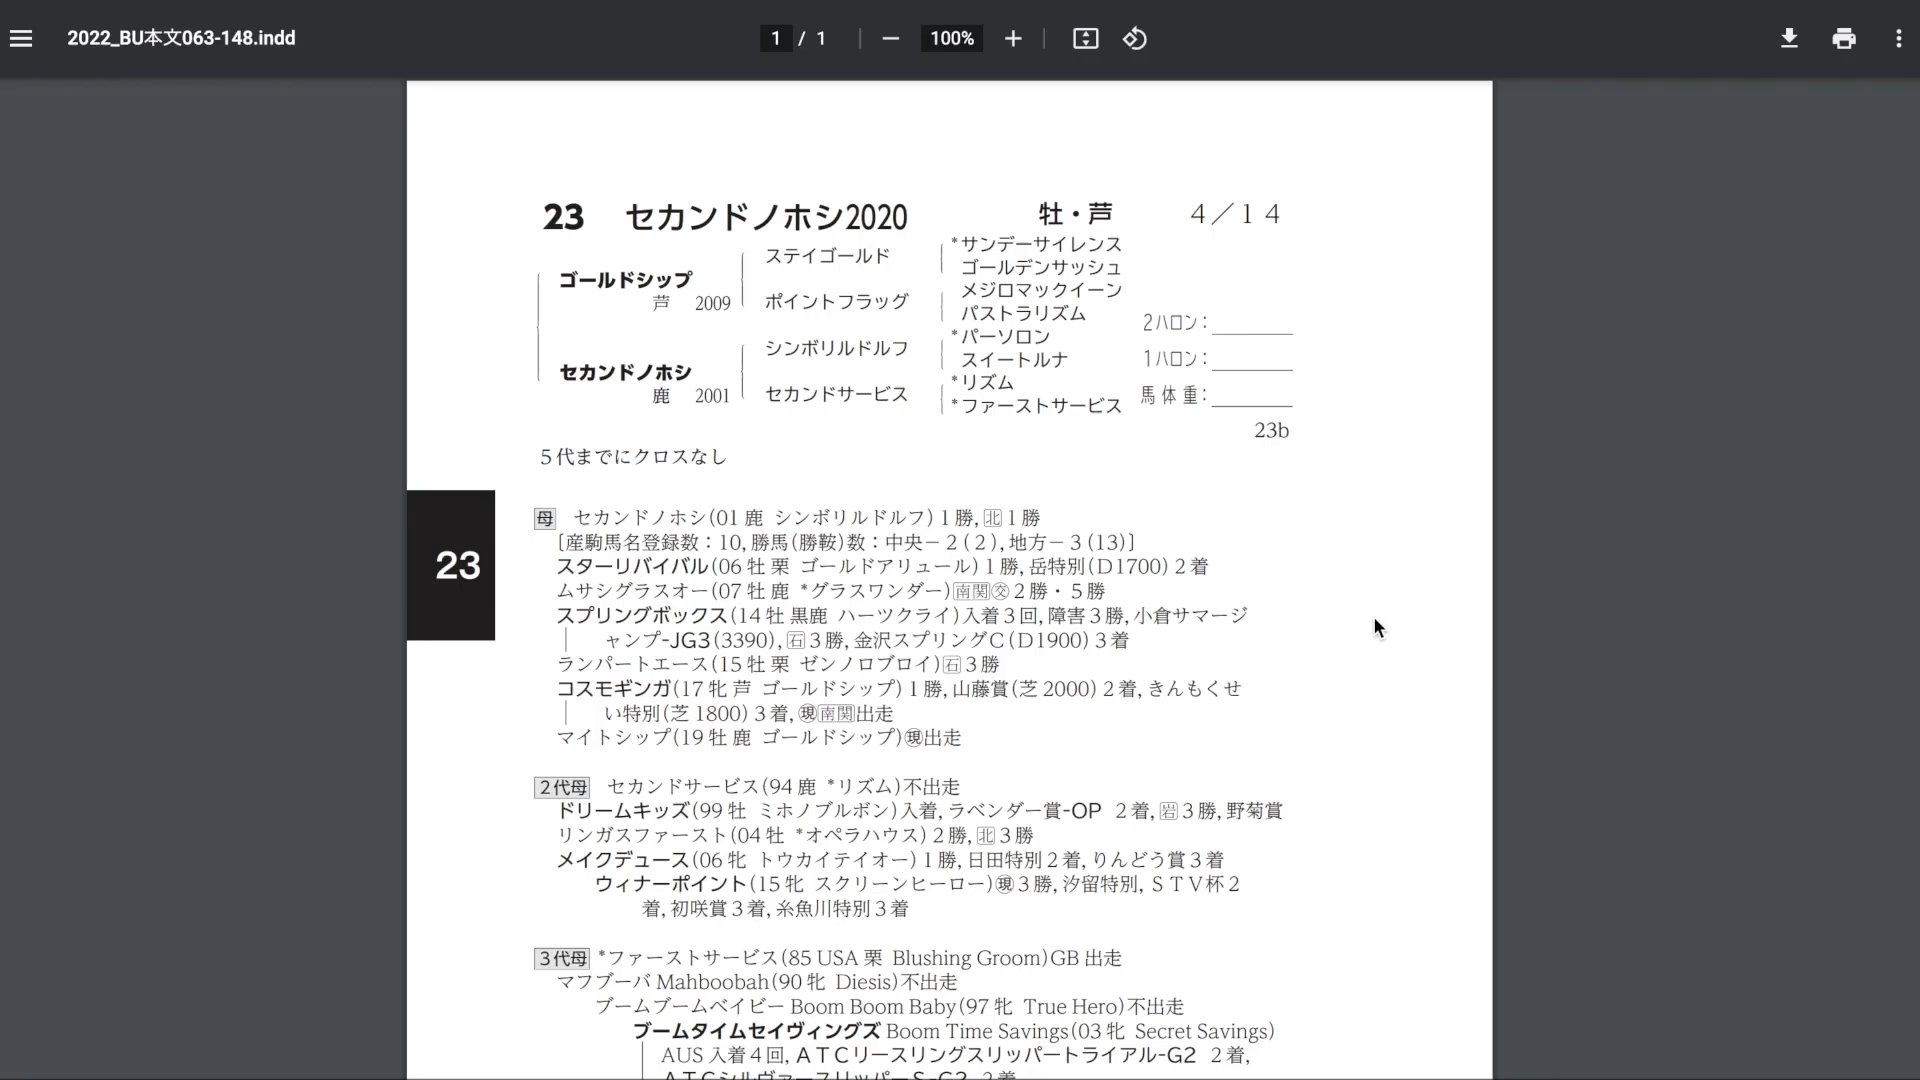 2022_BU本文063-148.indd
1 / 1
100%
23 セカンドノホシ2020 牡・芦 4／14
ゴールドシップ
芦 2009
セカンドノホシ
鹿 2001
ステイゴールド
ポイントフラッグ
シンボリルドルフ
セカンドサービス
*サンデーサイレンス
ゴールデンサッシュ
メジロマックイーン
パストラリズム
*パーソロン
スイートルナ
*リズム
*ファーストサービス
2ハロン：
1ハロン：
馬体重：
23b
5代までにクロスなし
23
母 セカンドノホシ(01 鹿 シンボリルドルフ)1勝, 北1勝
〔産駒馬名登録数：10, 勝馬(勝鞍)数：中央－2(2), 地方－3(13)〕
スターリバイバル(06 牡 栗 ゴールドアリュール)1勝, 岳特別(D1700)2着
ムサシグラスオー(07 牡 鹿 *グラスワンダー)南関㊋2勝・5勝
スプリングボックス(14 牡 黒鹿 ハーツクライ)入着3回, 障害3勝, 小倉サマージ
ャンプ-JG3(3390), 石3勝, 金沢スプリングC(D1900)3着
ランパートエース(15 牡 栗 ゼンノロブロイ)石3勝
コスモギンガ(17 牝 芦 ゴールドシップ)1勝, 山藤賞(芝2000)2着, きんもくせ
い特別(芝1800)3着, 現南関出走
マイトシップ(19 牡 鹿 ゴールドシップ)現出走
2代母 セカンドサービス(94 鹿 *リズム)不出走
ドリームキッズ(99 牡 ミホノブルボン)入着, ラベンダー賞-OP 2着, 岩3勝, 野菊賞
リンガスファースト(04 牡 *オペラハウス)2勝, 北3勝
メイクデュース(06 牝 トウカイテイオー)1勝, 日田特別2着, りんどう賞3着
ウィナーポイント(15 牝 スクリーンヒーロー)現3勝, 汐留特別, STV杯2
着, 初咲賞3着, 糸魚川特別3着
3代母 *ファーストサービス(85 USA 栗 Blushing Groom)GB 出走
マフブーバ Mahboobah(90 牝 Diesis)不出走
ブームブームベイビー Boom Boom Baby(97 牝 True Hero)不出走
ブームタイムセイヴィングズ Boom Time Savings(03 牝 Secret Savings)
AUS 入着4回, ATCリースリングスリッパートライアル-G2 2着,
ATCシルヴァースリッパーS-G2 2着